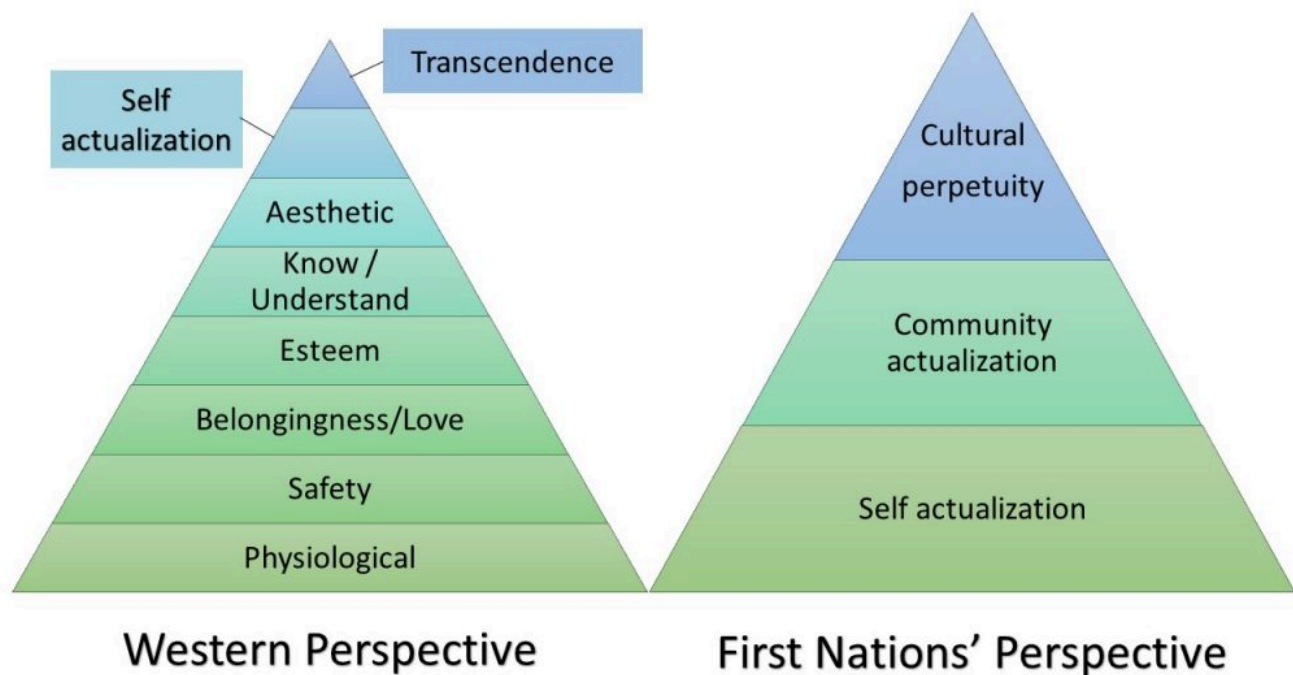 Transcendence
Self
actualization
Aesthetic
Know /
Understand
Esteem
Belongingness/Love
Safety
Physiological
Western Perspective
Cultural
perpetuity
Community
actualization
Self actualization
First Nations’ Perspective